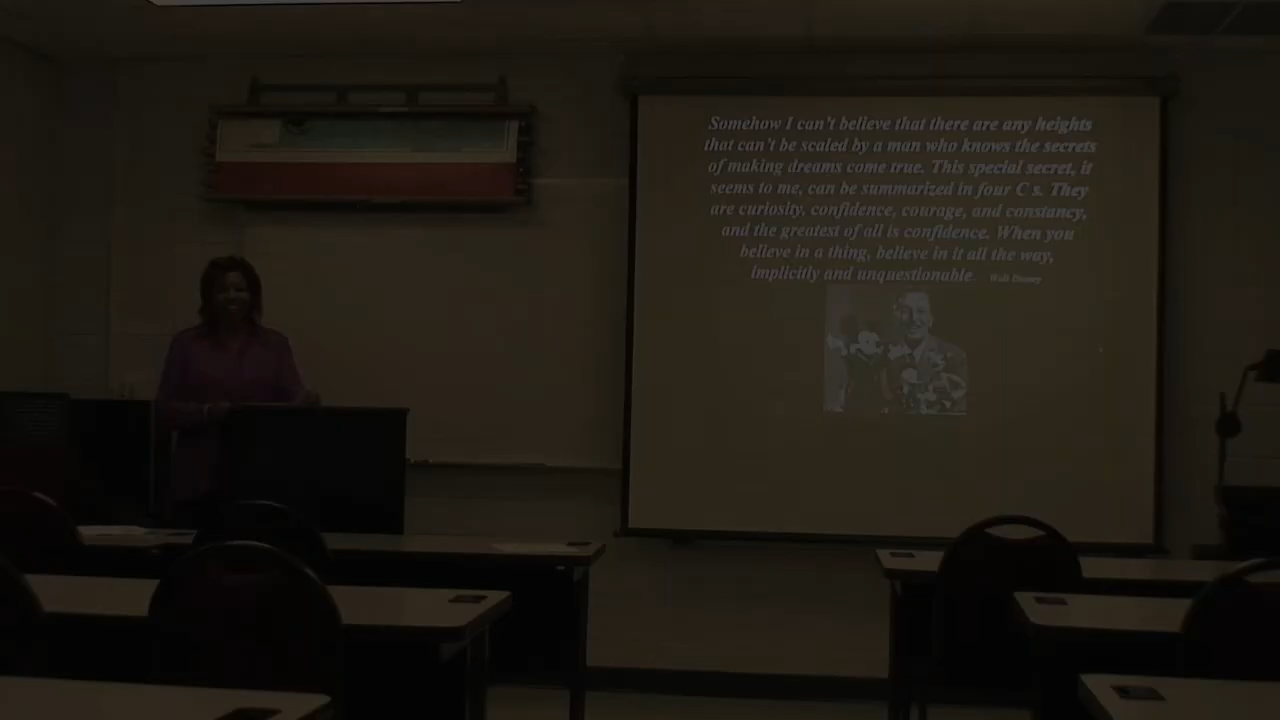 Somehow I can't believe that there are any heights
that can't be scaled by a man who knows the secrets
of making dreams come true. This special secret, it
seems to me, can be summarized in four C s. They
are curiosity, confidence, courage, and constancy,
and the greatest of all is confidence. When you
believe in a thing, believe in it all the way,
implicitly and unquestionable. Walt Disney